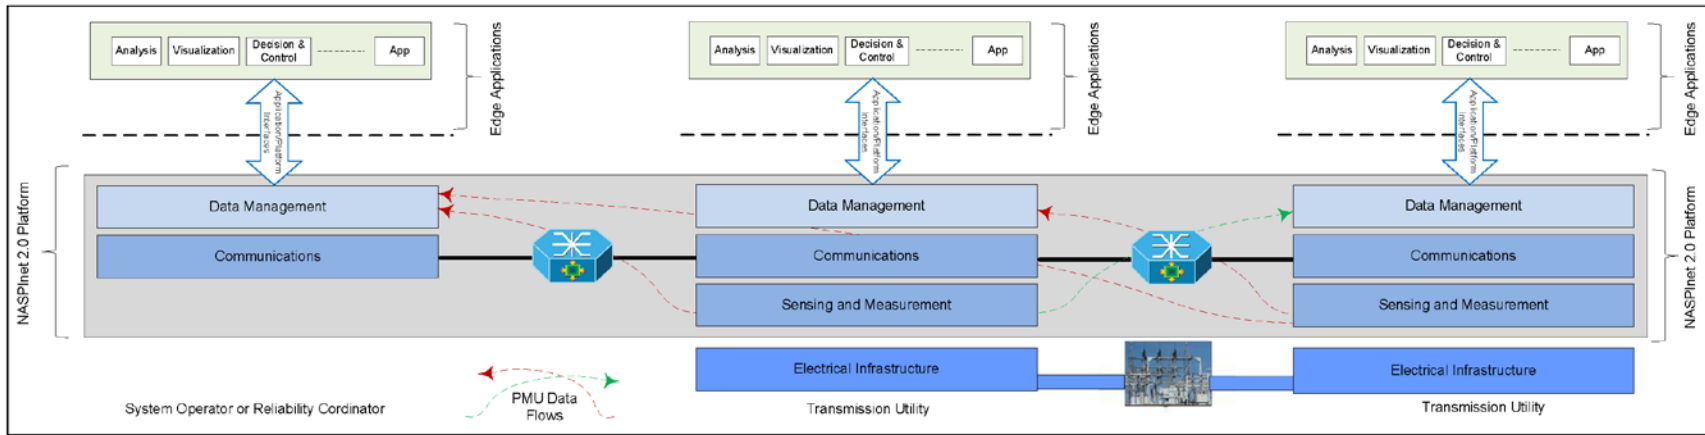 Analysis
Visualization
Decision &
Control
App
Edge Applications
Application/Platform
Interfaces
Analysis
Visualization
Decision &
Control
App
Edge Applications
Application/Platform
Interfaces
Analysis
Visualization
Decision &
Control
App
Edge Applications
Application/Platform
Interfaces
NASPInet 2.0 Platform
Data Management
Data Management
Data Management
Communications
Communications
Communications
Sensing and Measurement
Sensing and Measurement
NASPInet 2.0 Platform
Electrical Infrastructure
Electrical Infrastructure
PMU Data
Flows
System Operator or Reliability Cordinator
Transmission Utility
Transmission Utility